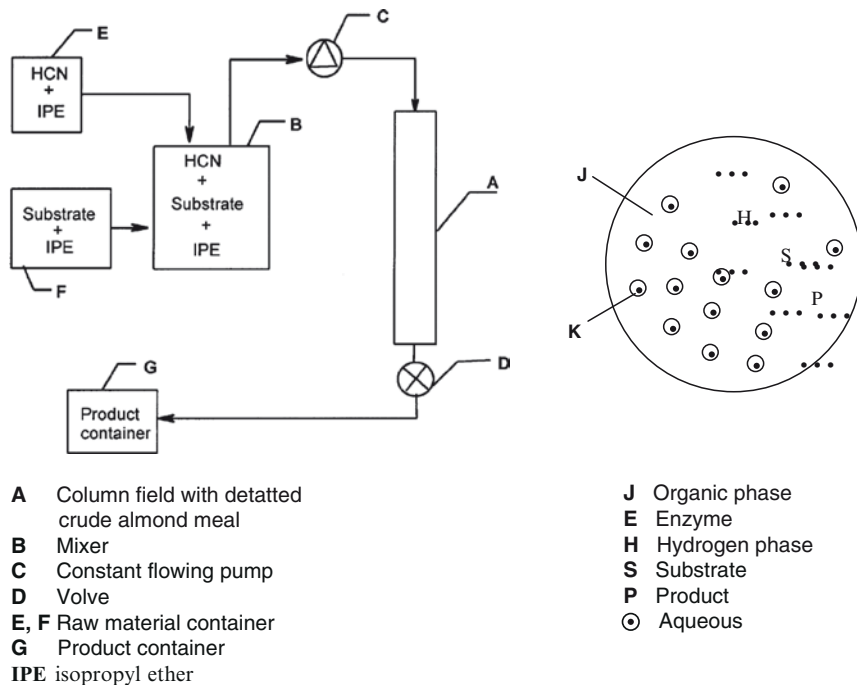 E
HCN
+
IPE
Substrate
+
IPE
F
HCN
+
Substrate
+
IPE
B
C
A
D
G
Product
container
J
H
S
P
K
A Column field with detatted
crude almond meal
B Mixer
C Constant flowing pump
D Volve
E, F Raw material container
G Product container
IPE isopropyl ether
J Organic phase
E Enzyme
H Hydrogen phase
S Substrate
P Product
Aqueous